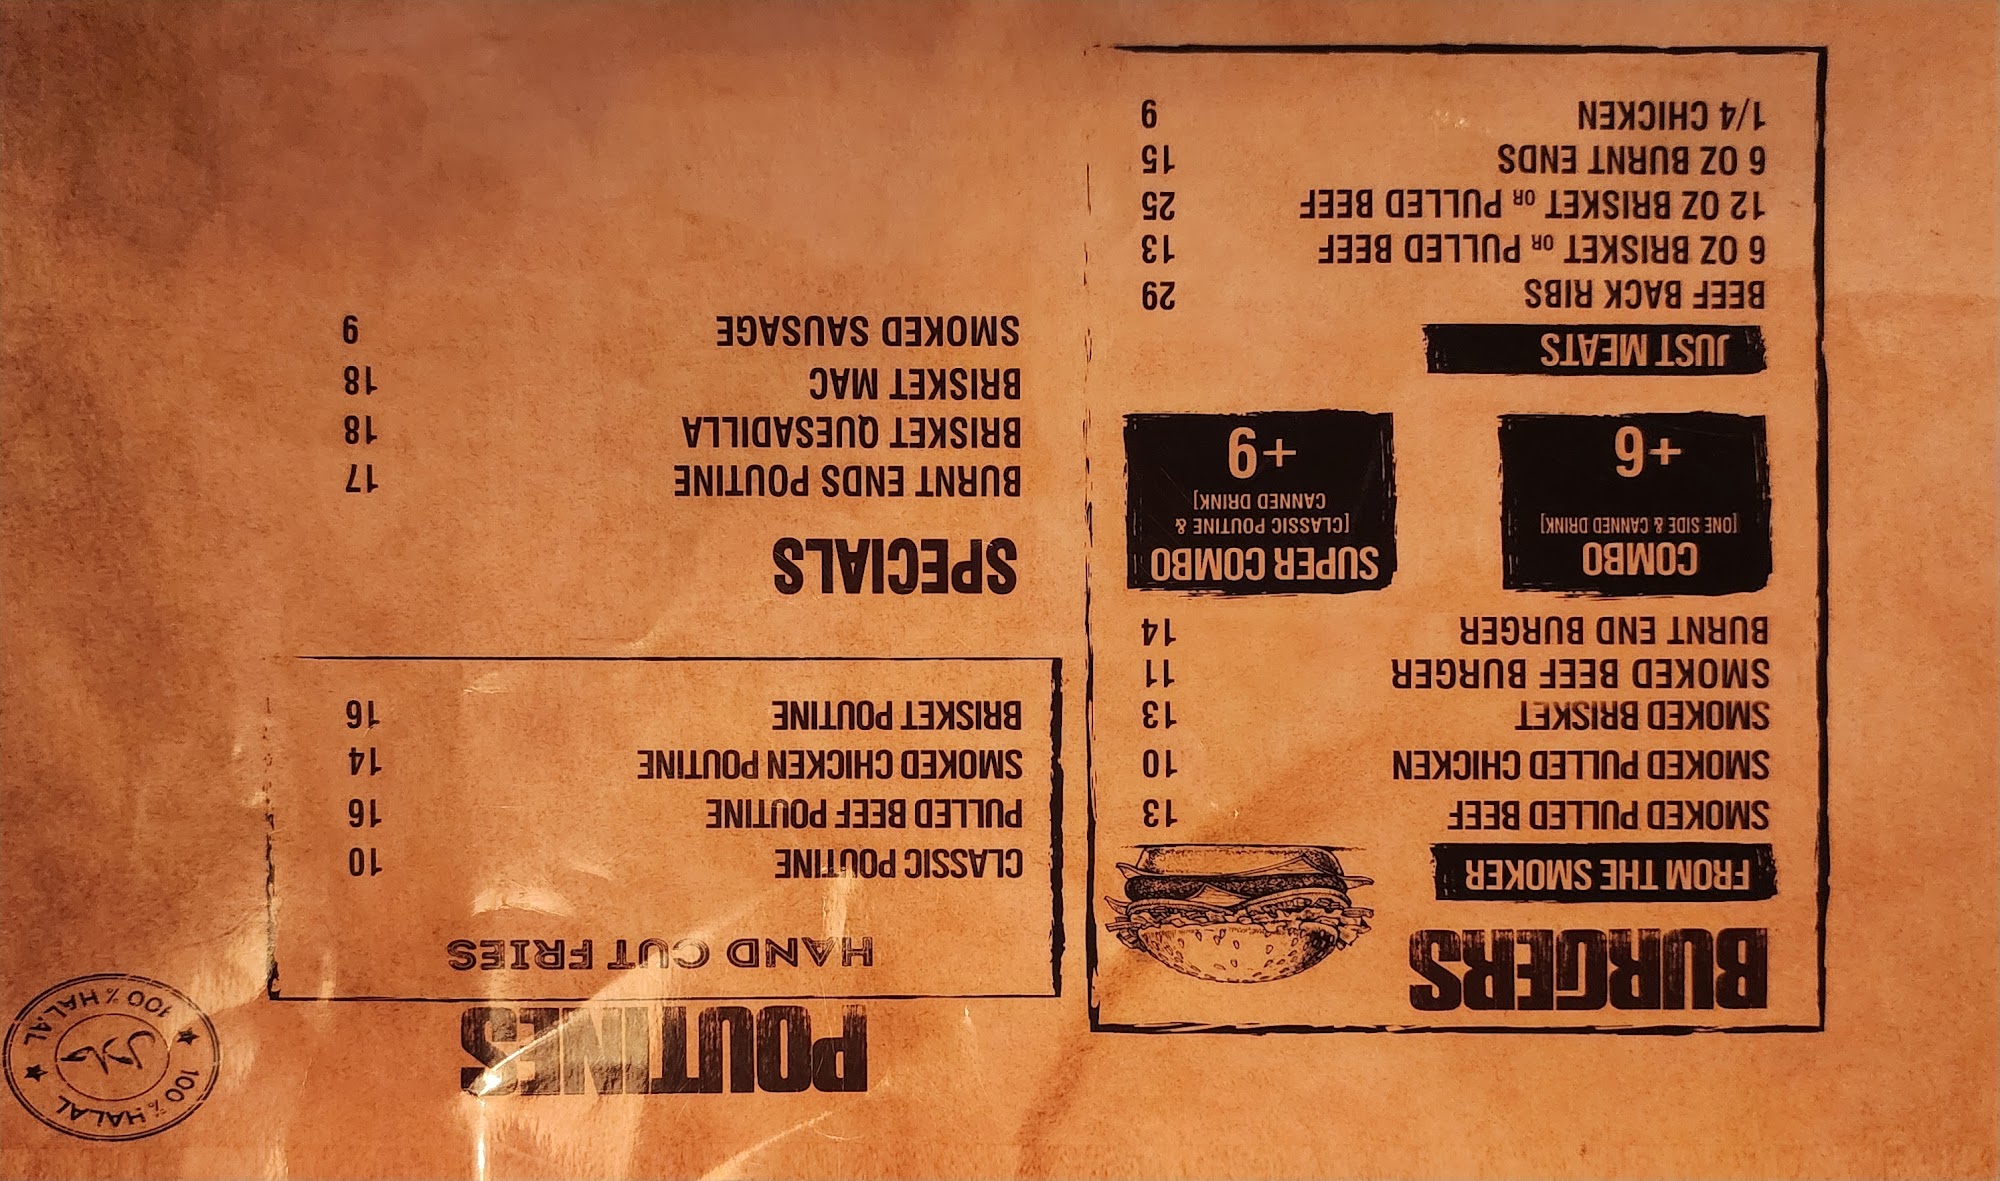 BURGERS
FROM THE SMOKER
SMOKED PULLED BEEF 13
SMOKED PULLED CHICKEN 10
SMOKED BRISKET 13
SMOKED BEEF BURGER 11
BURNT END BURGER 14
COMBO
[ONE SIDE & CANNED DRINK]
+6
SUPER COMBO
[CLASSIC POUTINE &
CANNED DRINK]
+9
JUST MEATS
BEEF BACK RIBS 29
6 OZ BRISKET OR PULLED BEEF 13
12 OZ BRISKET OR PULLED BEEF 25
6 OZ BURNT ENDS 15
1/4 CHICKEN 9
POUTINES
HAND CUT FRIES
CLASSIC POUTINE 10
PULLED BEEF POUTINE 16
SMOKED CHICKEN POUTINE 14
BRISKET POUTINE 16
SPECIALS
BURNT ENDS POUTINE 17
BRISKET QUESADILLA 18
BRISKET MAC 18
SMOKED SAUSAGE 9
100% HALAL
حلال
100% HALAL